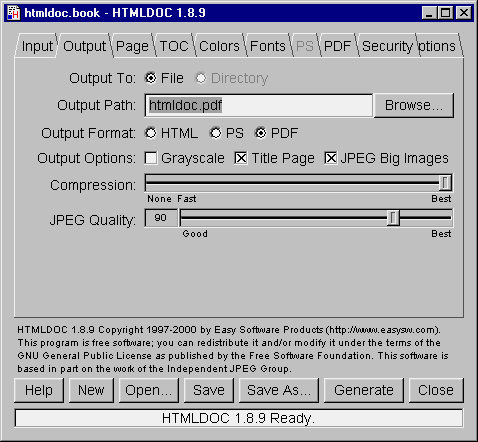 htmldoc.book - HTMLDOC 1.8.9
Input Output Page TOC Colors Fonts PS PDF Security ptions
Output To: File Directory
Output Path: htmldoc.pdf Browse...
Output Format: HTML PS PDF
Output Options: Grayscale Title Page JPEG Big Images
Compression:
None Fast Best
JPEG Quality: 90
Good Best
HTMLDOC 1.8.9 Copyright 1997-2000 by Easy Software Products (http://www.easysw.com).
This program is free software; you can redistribute it and/or modify it under the terms of the
GNU General Public License as published by the Free Software Foundation. This software is
based in part on the work of the Independent JPEG Group.
Help New Open... Save Save As... Generate Close
HTMLDOC 1.8.9 Ready.